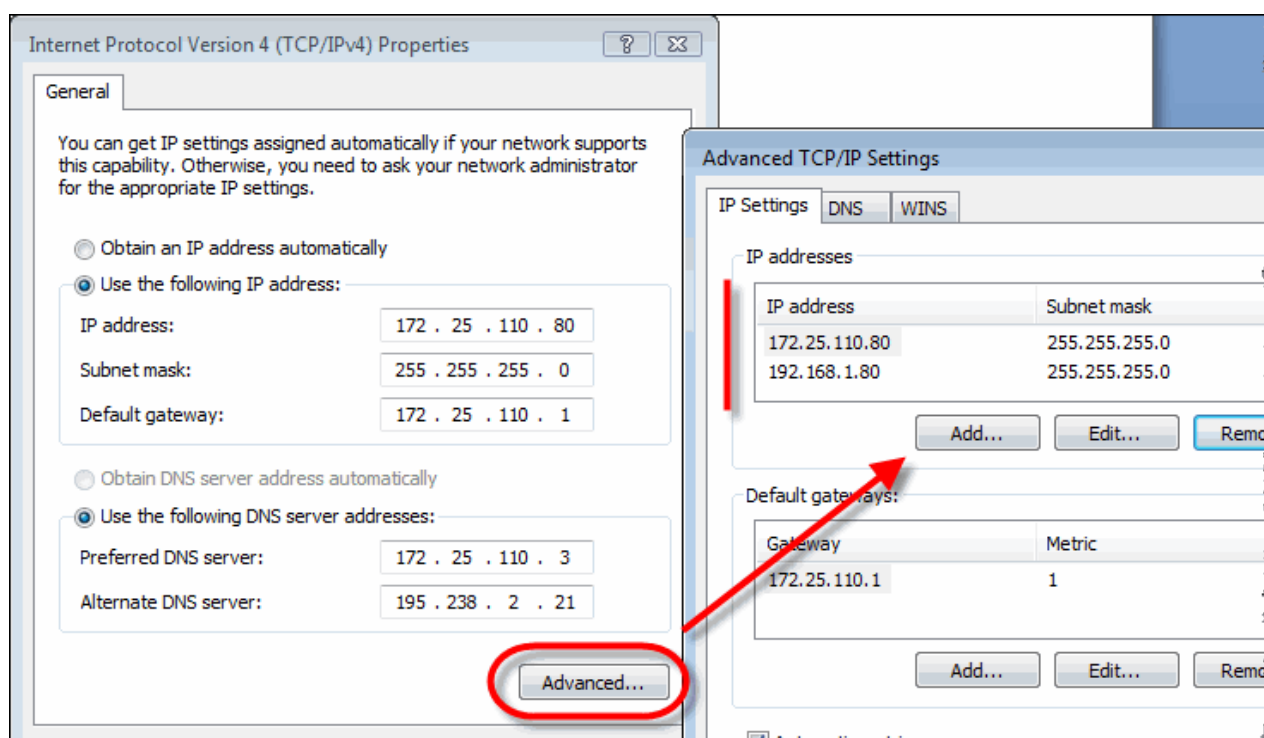 Internet Protocol Version 4 (TCP/IPv4) Properties
General
You can get IP settings assigned automatically if your network supports
this capability. Otherwise, you need to ask your network administrator
for the appropriate IP settings.
Obtain an IP address automatically
Use the following IP address:
IP address: 172 . 25 . 110 . 80
Subnet mask: 255 . 255 . 255 . 0
Default gateway: 172 . 25 . 110 . 1
Obtain DNS server address automatically
Use the following DNS server addresses:
Preferred DNS server: 172 . 25 . 110 . 3
Alternate DNS server: 195 . 238 . 2 . 21
Advanced...
Advanced TCP/IP Settings
IP Settings DNS WINS
IP addresses
IP address Subnet mask
172.25.110.80 255.255.255.0
192.168.1.80 255.255.255.0
Add... Edit... Remo
Default gateways:
Gateway Metric
172.25.110.1 1
Add... Edit... Remo